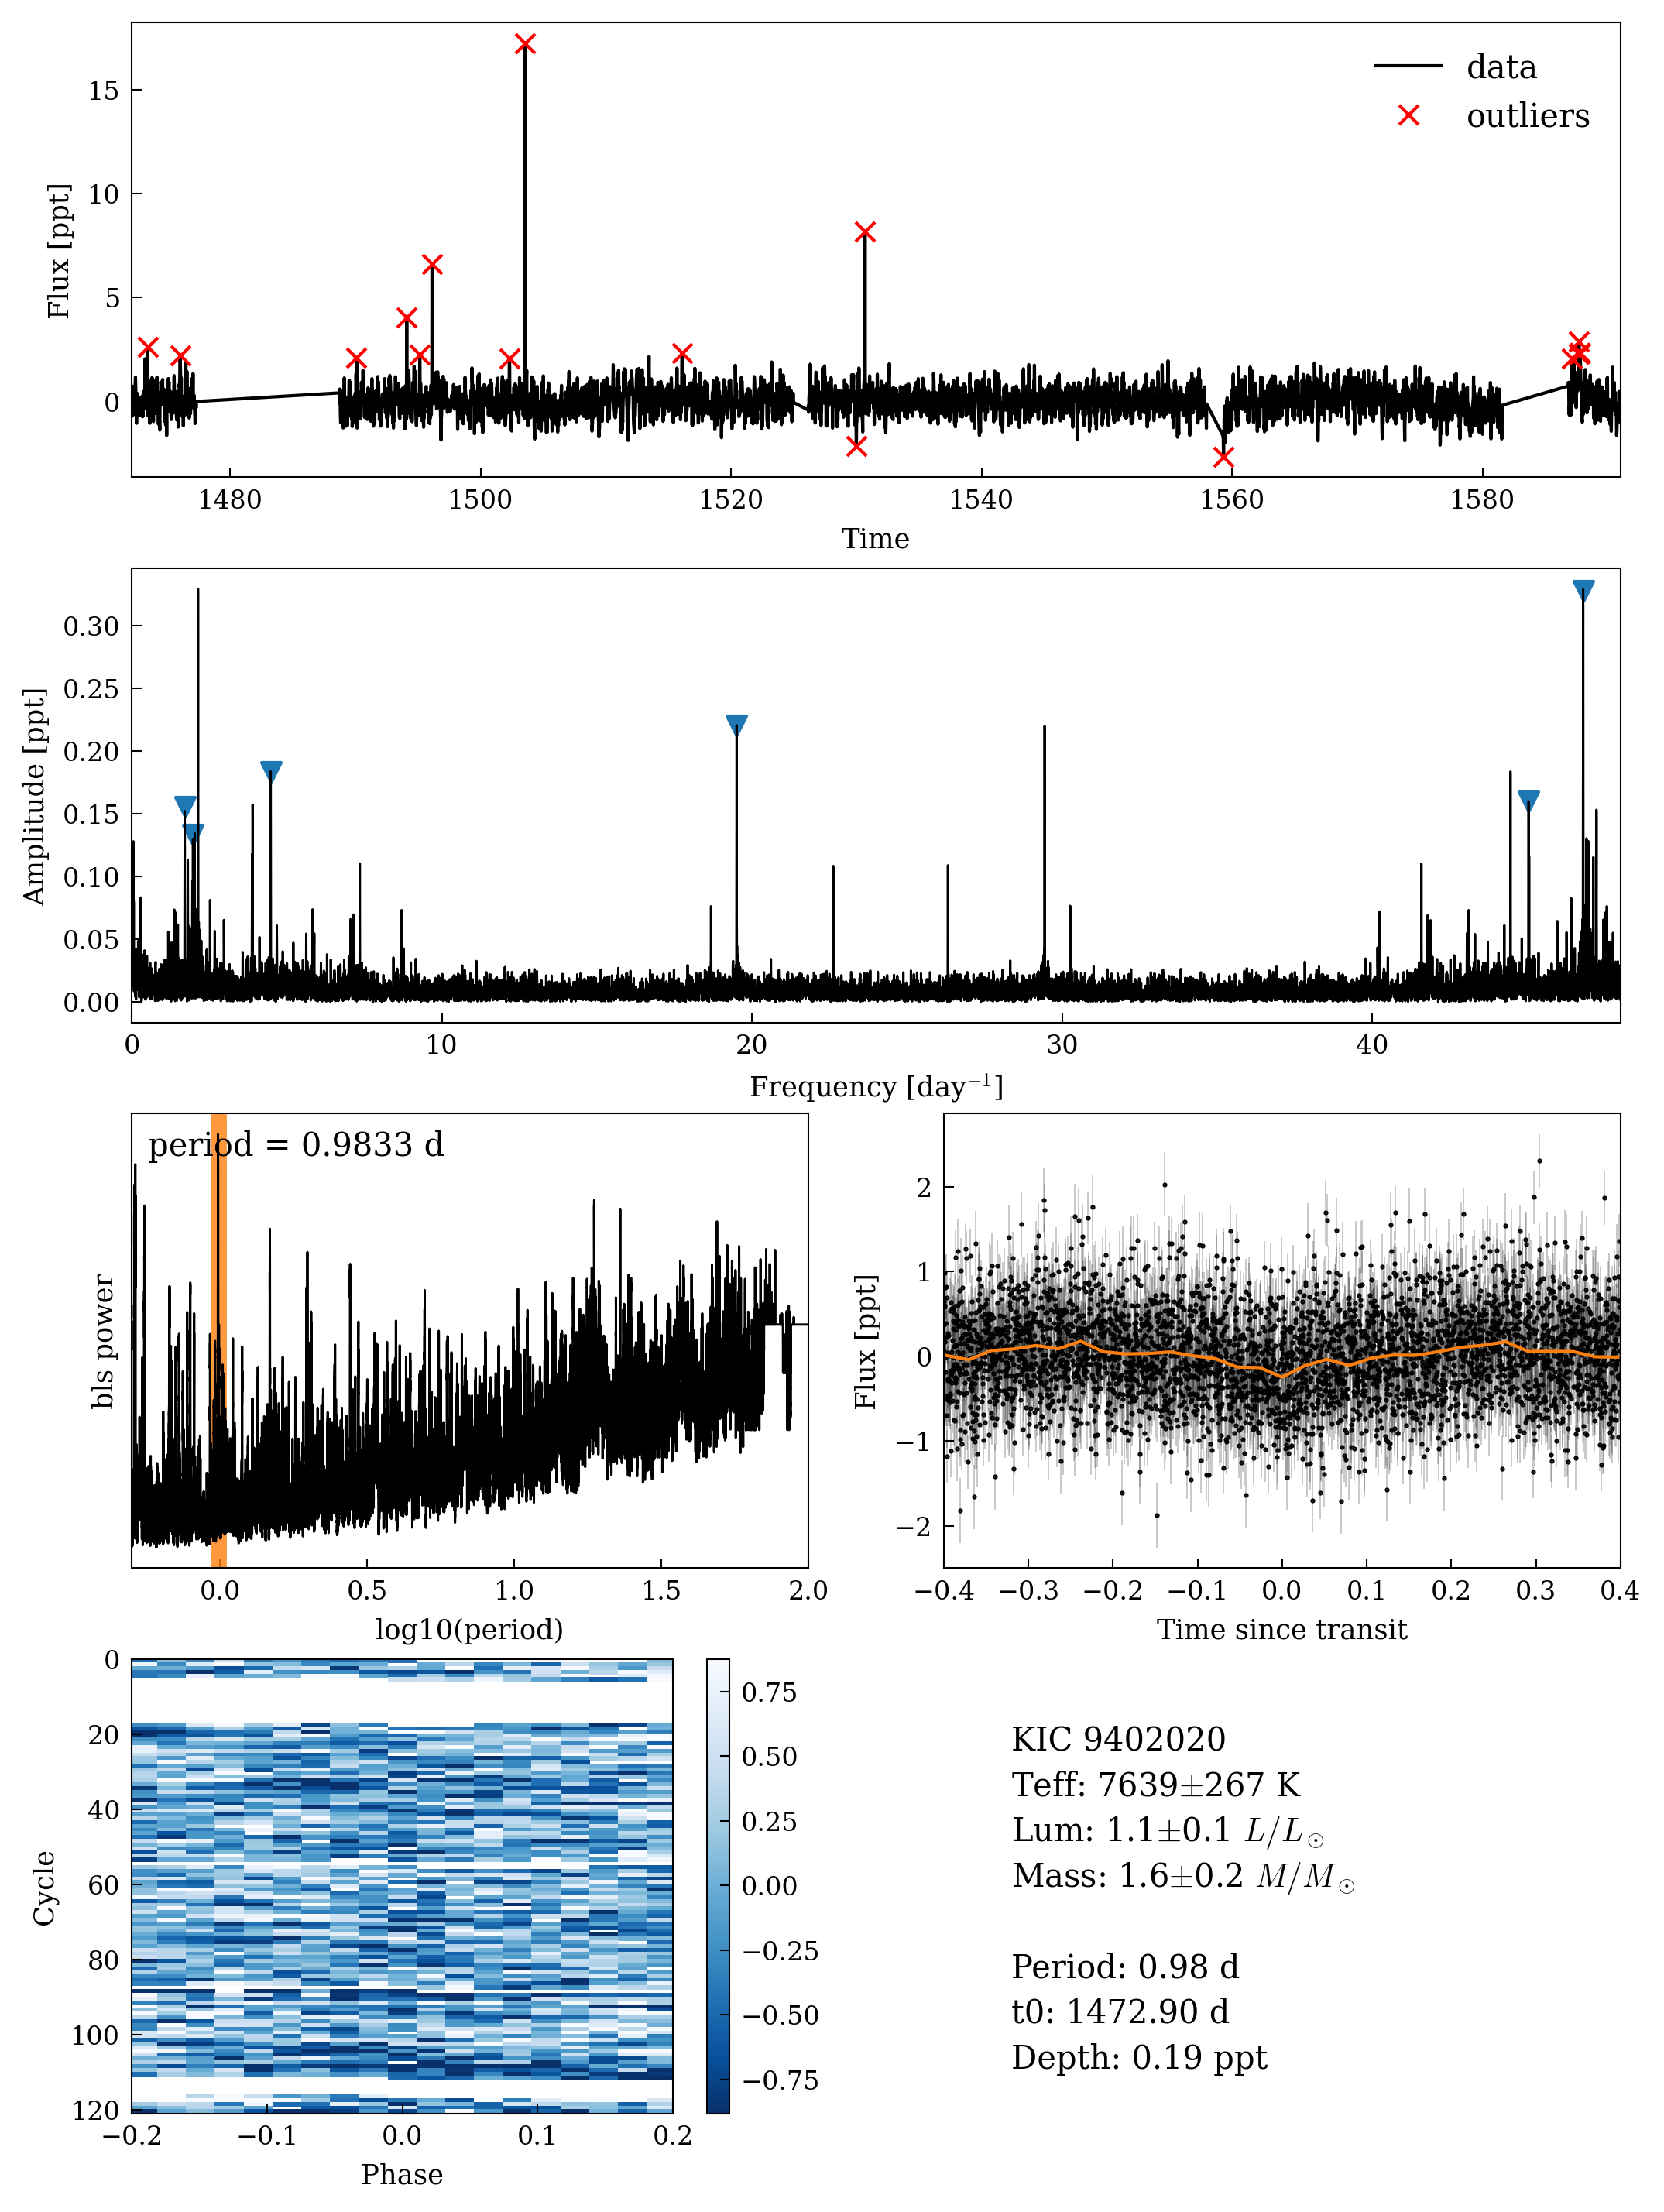 data
outliers
15
10
5
0
Flux [ppt]
1480 1500 1520 1540 1560 1580
Time
0.30
0.25
0.20
0.15
0.10
0.05
0.00
Amplitude [ppt]
0 10 20 30 40
Frequency [day⁻¹]
period = 0.9833 d
bls power
0.0 0.5 1.0 1.5 2.0
log10(period)
2
1
0
−1
−2
Flux [ppt]
−0.4 −0.3 −0.2 −0.1 0.0 0.1 0.2 0.3 0.4
Time since transit
0
20
40
60
80
100
120
Cycle
−0.2 −0.1 0.0 0.1 0.2
Phase
0.75
0.50
0.25
0.00
−0.25
−0.50
−0.75
KIC 9402020
Teff: 7639±267 K
Lum: 1.1±0.1 L/L⊙
Mass: 1.6±0.2 M/M⊙
Period: 0.98 d
t0: 1472.90 d
Depth: 0.19 ppt